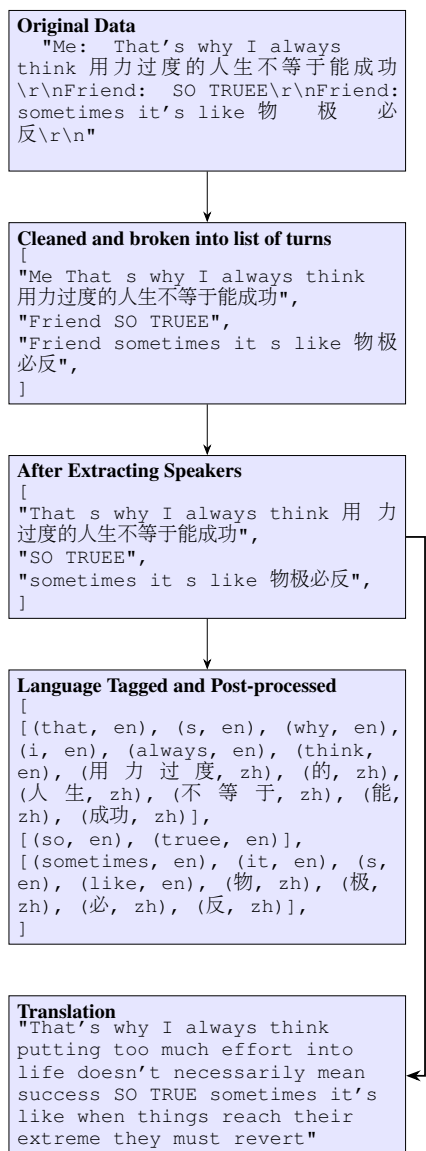 Original Data
"Me: That's why I always
think 用力过度的人生不等于能成功
\r\nFriend: SO TRUEE\r\nFriend:
sometimes it's like 物 极 必
反\r\n"
Cleaned and broken into list of turns
[
"Me That s why I always think
用力过度的人生不等于能成功",
"Friend SO TRUEE",
"Friend sometimes it s like 物极
必反",
]
After Extracting Speakers
[
"That s why I always think 用 力
过度的人生不等于能成功",
"SO TRUEE",
"sometimes it s like 物极必反",
]
Language Tagged and Post-processed
[
[(that, en), (s, en), (why, en),
(i, en), (always, en), (think,
en), (用 力 过 度, zh), (的, zh),
(人 生, zh), (不 等 于, zh), (能,
zh), (成功, zh)],
[(so, en), (truee, en)],
[(sometimes, en), (it, en), (s,
en), (like, en), (物, zh), (极,
zh), (必, zh), (反, zh)],
]
Translation
"That's why I always think
putting too much effort into
life doesn't necessarily mean
success SO TRUE sometimes it's
like when things reach their
extreme they must revert"